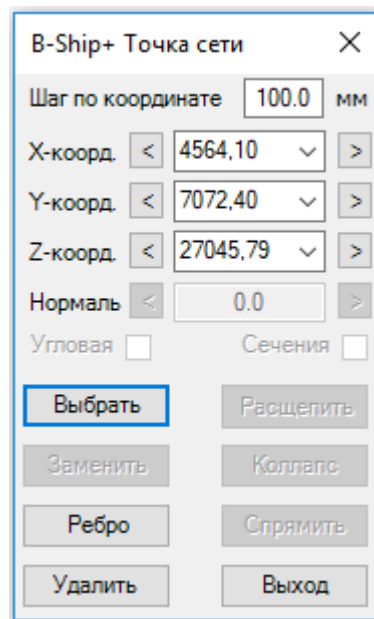 B-Ship+ Точка сети
Шаг по координате 100.0 мм
X-коорд. < 4564,10 >
Y-коорд. < 7072,40 >
Z-коорд. < 27045,79 >
Нормаль < 0.0 >
Угловая Сечения
Выбрать Расщепить
Заменить Коллапс
Ребро Спрямить
Удалить Выход